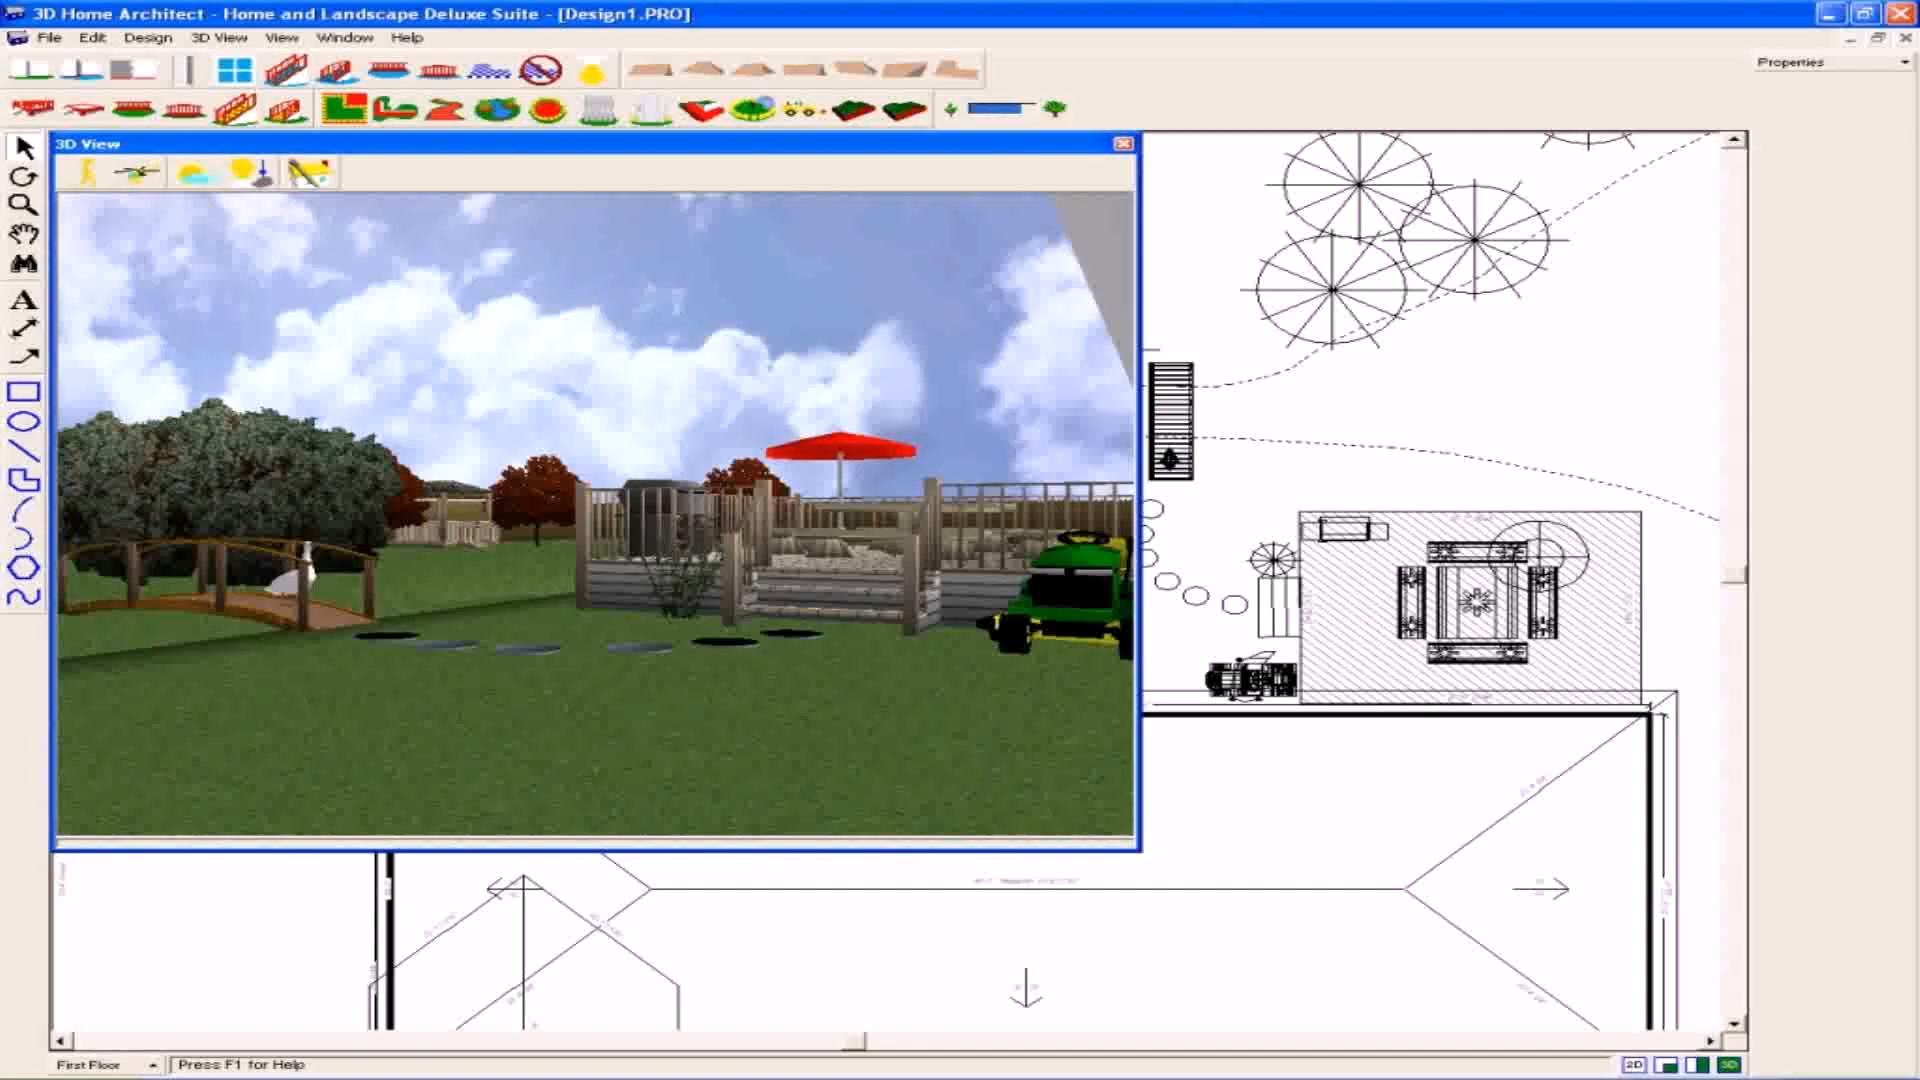 3D Home Architect - Home and Landscape Deluxe Suite - [Design1.PRO]
File Edit Design 3D View View Window Help
Properties
3D View
A
First Floor
Press F1 for Help
2D
3D